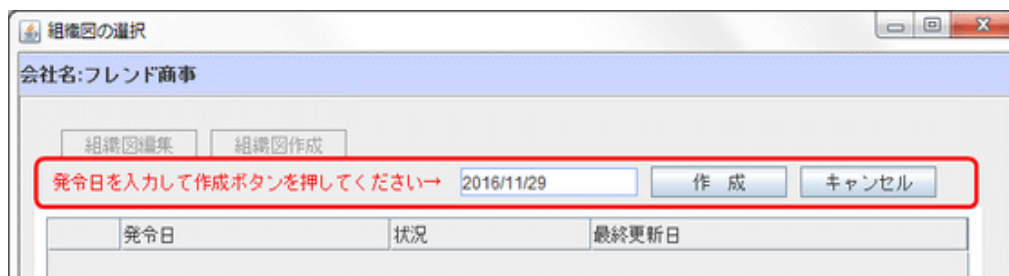 組織図の選択
会社名:フレンド商事
組織図編集 組織図作成
発令日を入力して作成ボタンを押してください→ 2016/11/29 作 成 キャンセル
発令日 状況 最終更新日